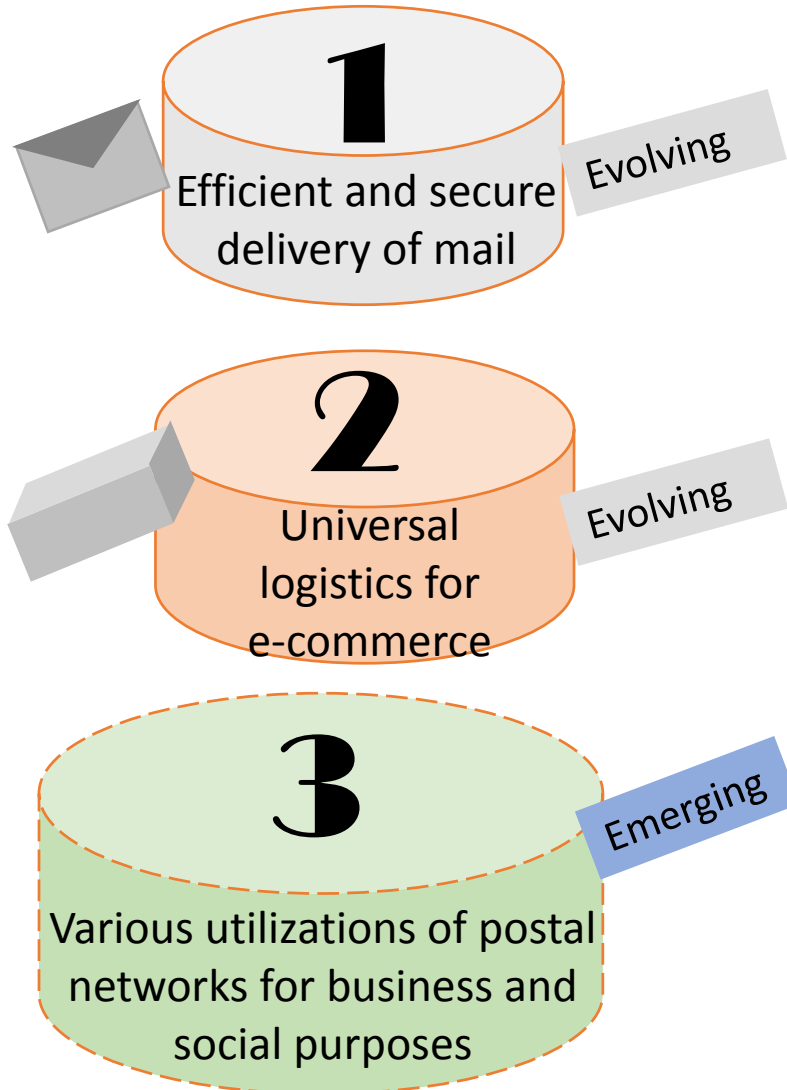 1
Efficient and secure
delivery of mail
Evolving
2
Universal
logistics for
e-commerce
Evolving
3
Various utilizations of postal
networks for business and
social purposes
Emerging